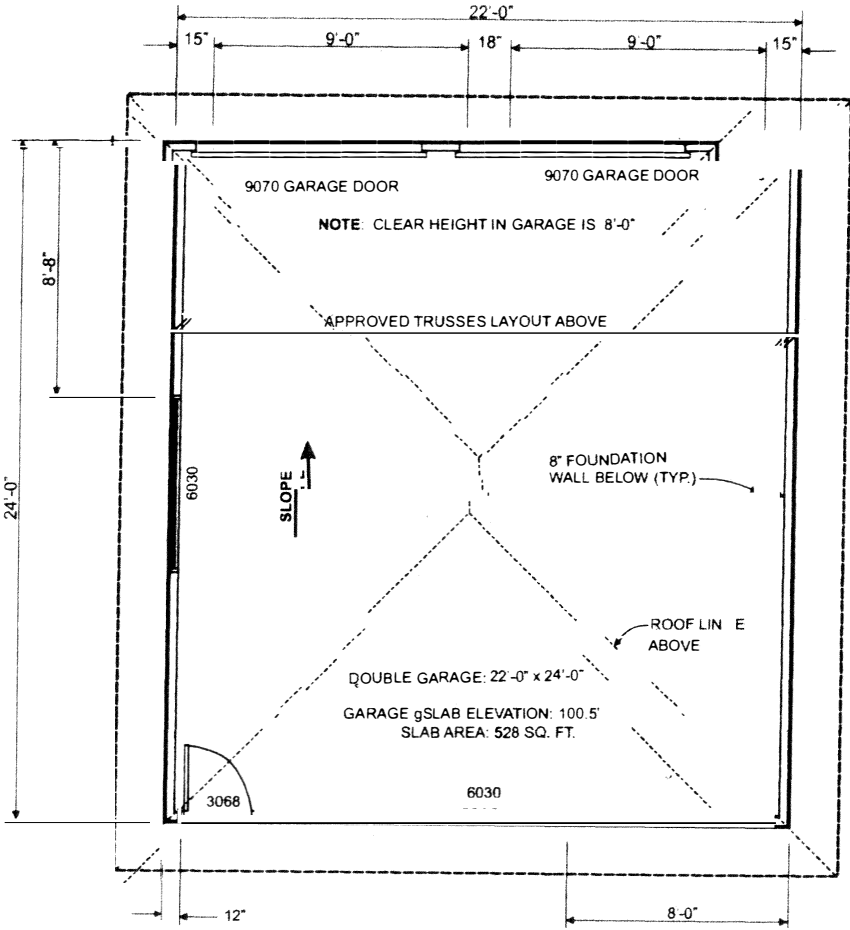 22'-0"
15" 9'-0" 18" 9'-0" 15"
9070 GARAGE DOOR
9070 GARAGE DOOR
NOTE: CLEAR HEIGHT IN GARAGE IS 8'-0"
8'-8"
APPROVED TRUSSES LAYOUT ABOVE
24'-0"
6030
SLOPE
8" FOUNDATION
WALL BELOW (TYP.)
ROOF LIN E
ABOVE
DOUBLE GARAGE: 22'-0" x 24'-0"
GARAGE gSLAB ELEVATION: 100.5'
SLAB AREA: 528 SQ. FT.
3068
6030
12"
8'-0"